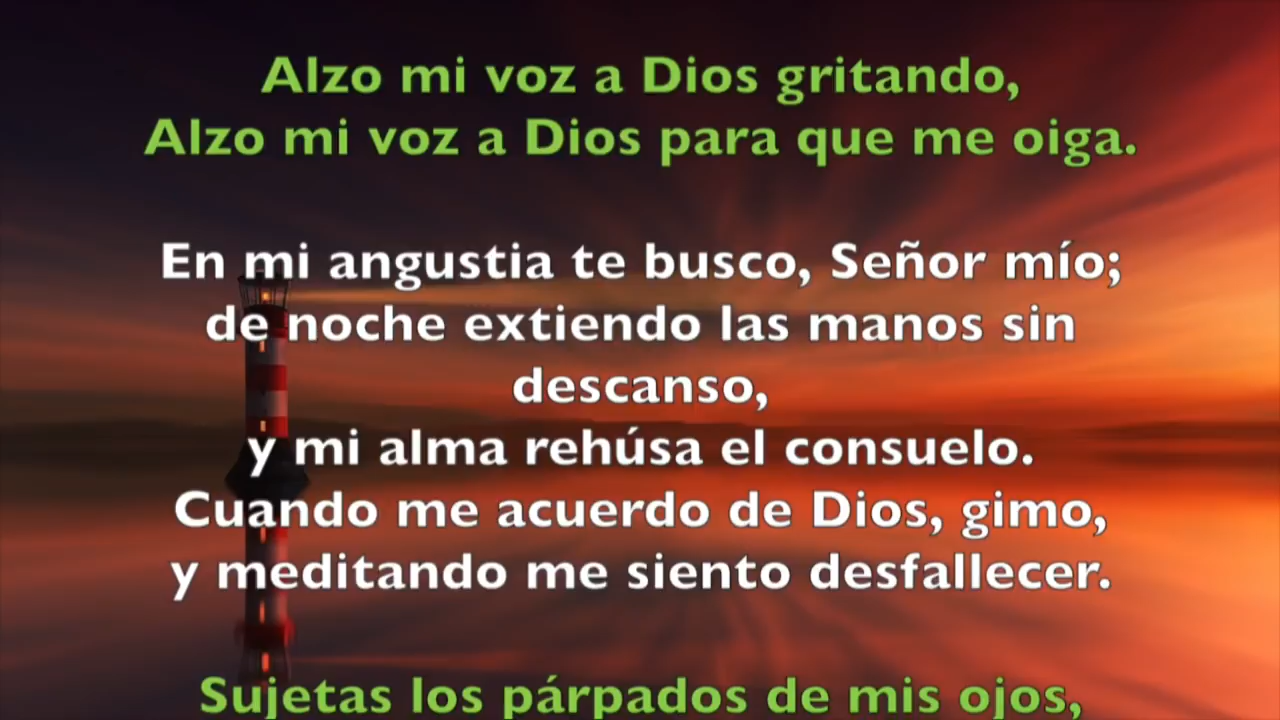 Alzo mi voz a Dios gritando,
Alzo mi voz a Dios para que me oiga.
En mi angustia te busco, Señor mío;
de noche extiendo las manos sin
descanso,
y mi alma rehúsa el consuelo.
Cuando me acuerdo de Dios, gimo,
y meditando me siento desfallecer.
Sujetas los párpados de mis ojos,